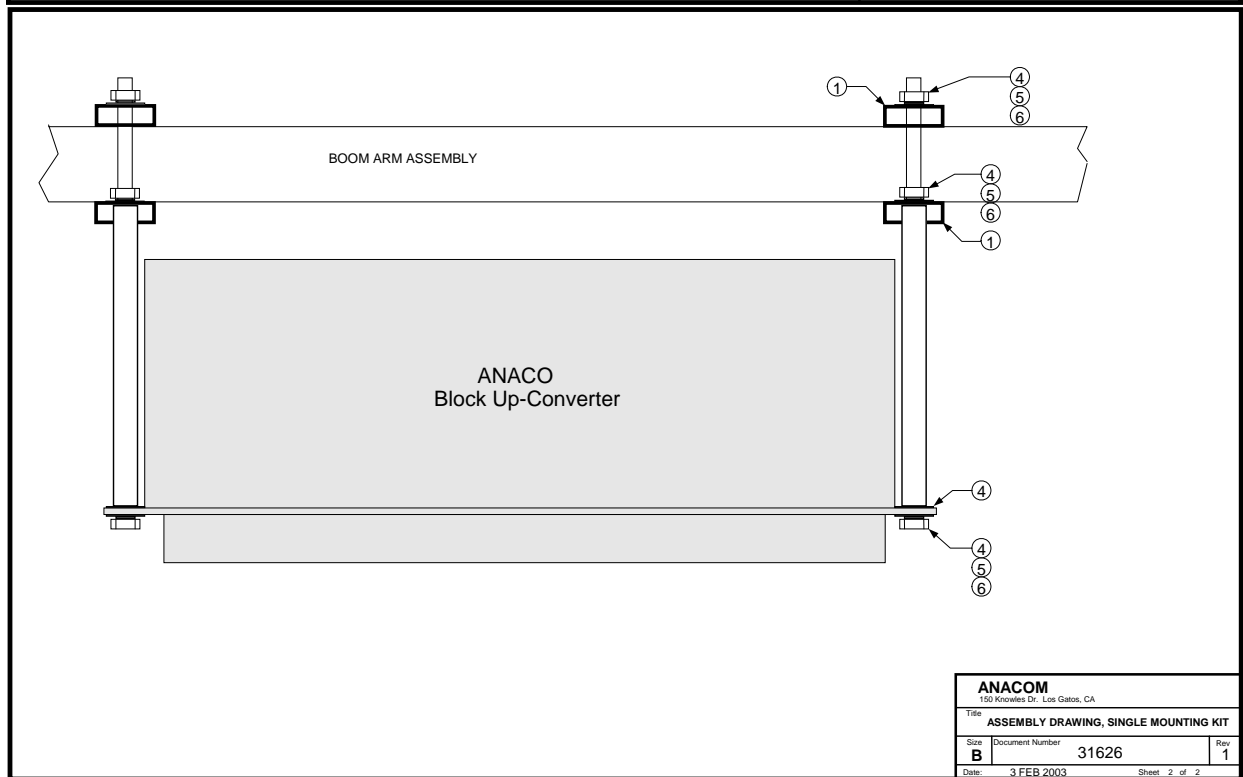 4
1
5
6
BOOM ARM ASSEMBLY
4
5
6
1
ANACO
Block Up-Converter
4
4
5
6
ANACOM
150 Knowles Dr. Los Gatos, CA
Title
ASSEMBLY DRAWING, SINGLE MOUNTING KIT
Size
B
Document Number
31626
Rev
1
Date: 3 FEB 2003 Sheet 2 of 2